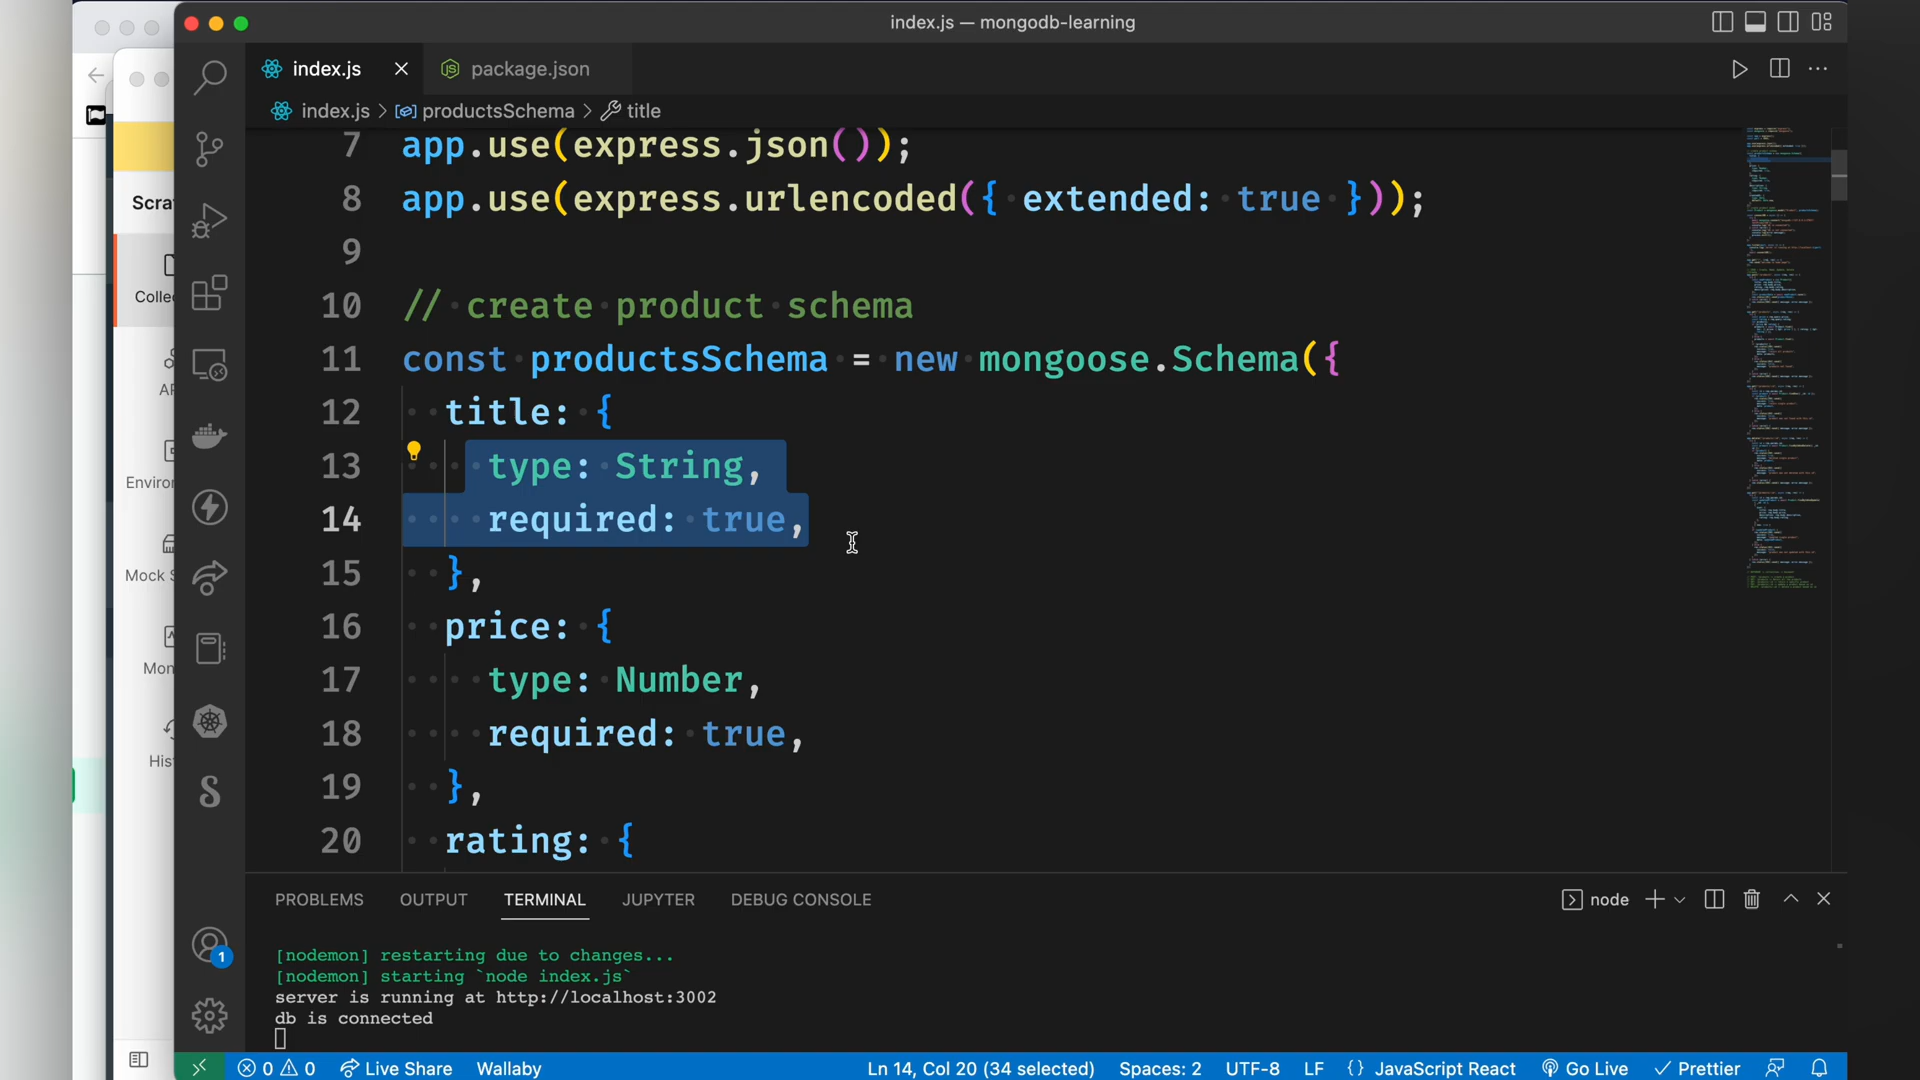 index.js — mongodb-learning
index.js
package.json
index.js > productsSchema > title
7 app.use(express.json());
8 app.use(express.urlencoded({ extended: true }));
9
10 // create product schema
11 const productsSchema = new mongoose.Schema({
12 title: {
13 type: String,
14 required: true,
15 },
16 price: {
17 type: Number,
18 required: true,
19 },
20 rating: {
Scra
Colle
AP
Enviror
Mock S
Mon
His
PROBLEMS
OUTPUT
TERMINAL
JUPYTER
DEBUG CONSOLE
node
[nodemon] restarting due to changes...
[nodemon] starting `node index.js`
server is running at http://localhost:3002
db is connected
1
0 0
Live Share
Wallaby
Ln 14, Col 20 (34 selected)
Spaces: 2
UTF-8
LF
{} JavaScript React
Go Live
Prettier